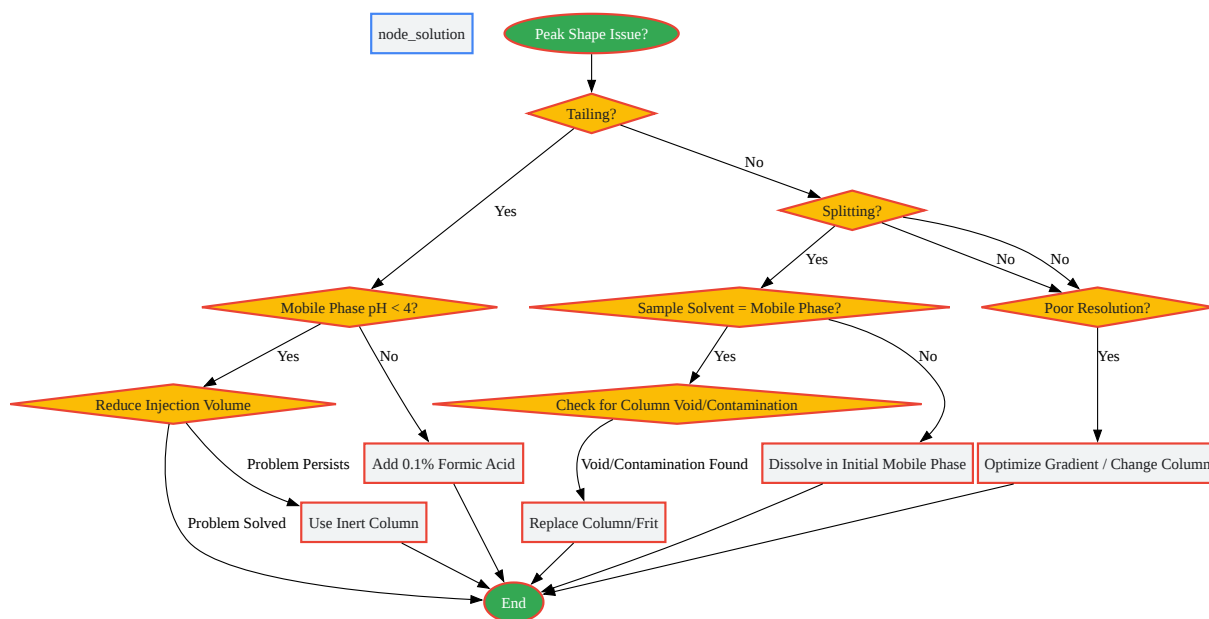 node_solution
Peak Shape Issue?
Tailing?
No
Yes
Splitting?
Yes
No
No
Mobile Phase pH < 4?
Sample Solvent = Mobile Phase?
Poor Resolution?
Yes
No
Yes
No
Yes
Reduce Injection Volume
Check for Column Void/Contamination
Problem Persists
Add 0.1% Formic Acid
Void/Contamination Found
Dissolve in Initial Mobile Phase
Optimize Gradient / Change Column
Problem Solved
Use Inert Column
Replace Column/Frit
End